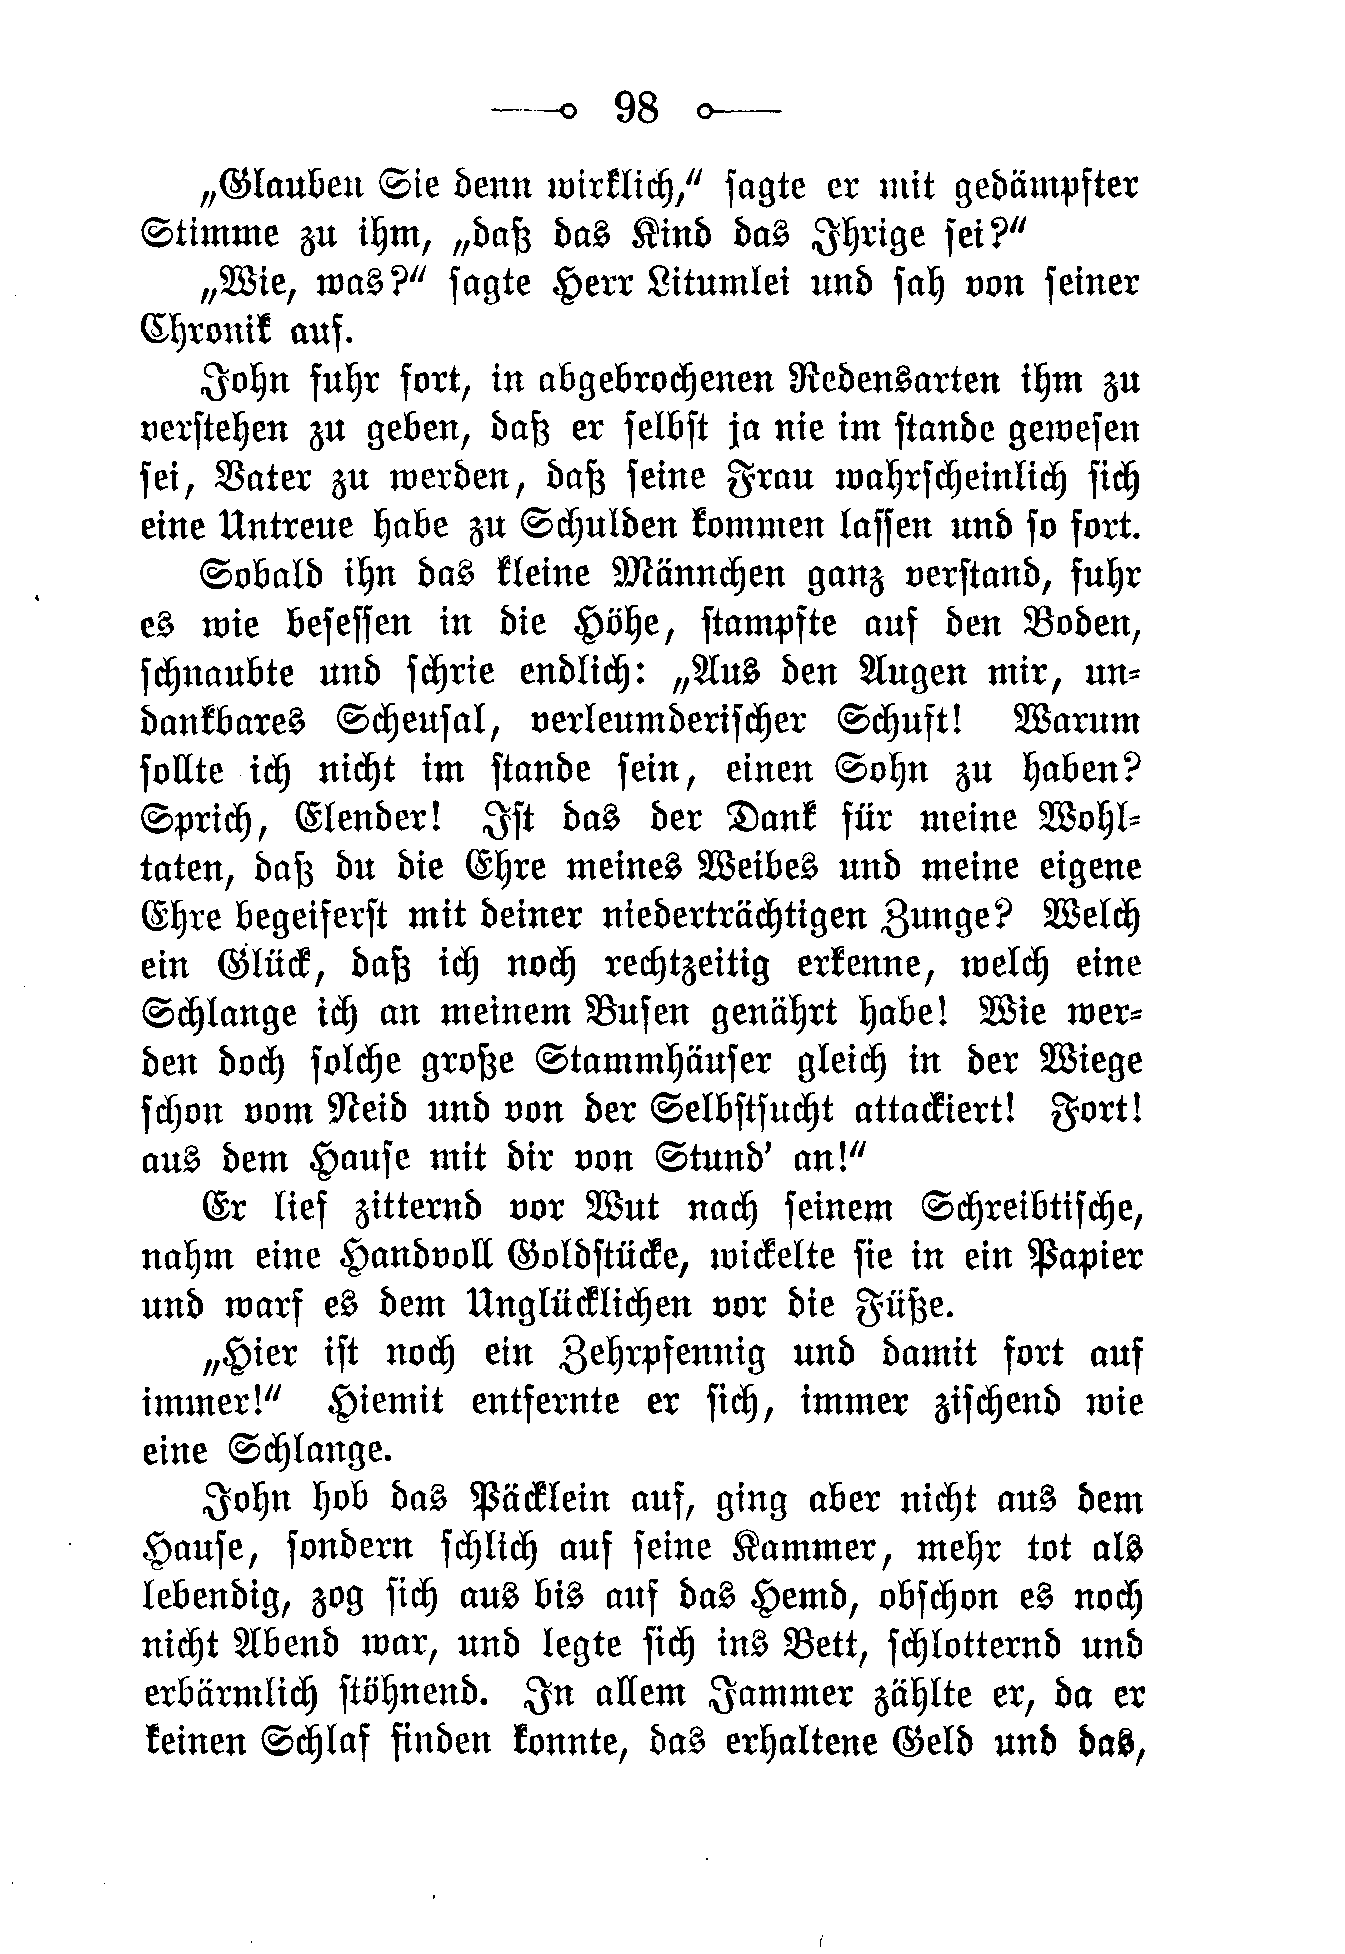 98
„Glauben Sie denn wirklich,“ sagte er mit gedämpfter
Stimme zu ihm, „daß das Kind das Ihrige sei?“
„Wie, was?“ sagte Herr Litumlei und sah von seiner
Chronik auf.
John fuhr fort, in abgebrochenen Redensarten ihm zu
verstehen zu geben, daß er selbst ja nie im stande gewesen
sei, Vater zu werden, daß seine Frau wahrscheinlich sich
eine Untreue habe zu Schulden kommen lassen und so fort.
Sobald ihn das kleine Männchen ganz verstand, fuhr
es wie besessen in die Höhe, stampfte auf den Boden,
schnaubte und schrie endlich: „Aus den Augen mir, un-
dankbares Scheusal, verleumderischer Schuft! Warum
sollte ich nicht im stande sein, einen Sohn zu haben?
Sprich, Elender! Ist das der Dank für meine Wohl-
taten, daß du die Ehre meines Weibes und meine eigene
Ehre begeiferst mit deiner niederträchtigen Zunge? Welch
ein Glück, daß ich noch rechtzeitig erkenne, welch eine
Schlange ich an meinem Busen genährt habe! Wie wer-
den doch solche große Stammhäuser gleich in der Wiege
schon vom Neid und von der Selbstsucht attackiert! Fort!
aus dem Hause mit dir von Stund’ an!“
Er lief zitternd vor Wut nach seinem Schreibtische,
nahm eine Handvoll Goldstücke, wickelte sie in ein Papier
und warf es dem Unglücklichen vor die Füße.
„Hier ist noch ein Zehrpfennig und damit fort auf
immer!“ Hiemit entfernte er sich, immer zischend wie
eine Schlange.
John hob das Päcklein auf, ging aber nicht aus dem
Hause, sondern schlich auf seine Kammer, mehr tot als
lebendig, zog sich aus bis auf das Hemd, obschon es noch
nicht Abend war, und legte sich ins Bett, schlotternd und
erbärmlich stöhnend. In allem Jammer zählte er, da er
keinen Schlaf finden konnte, das erhaltene Geld und das,